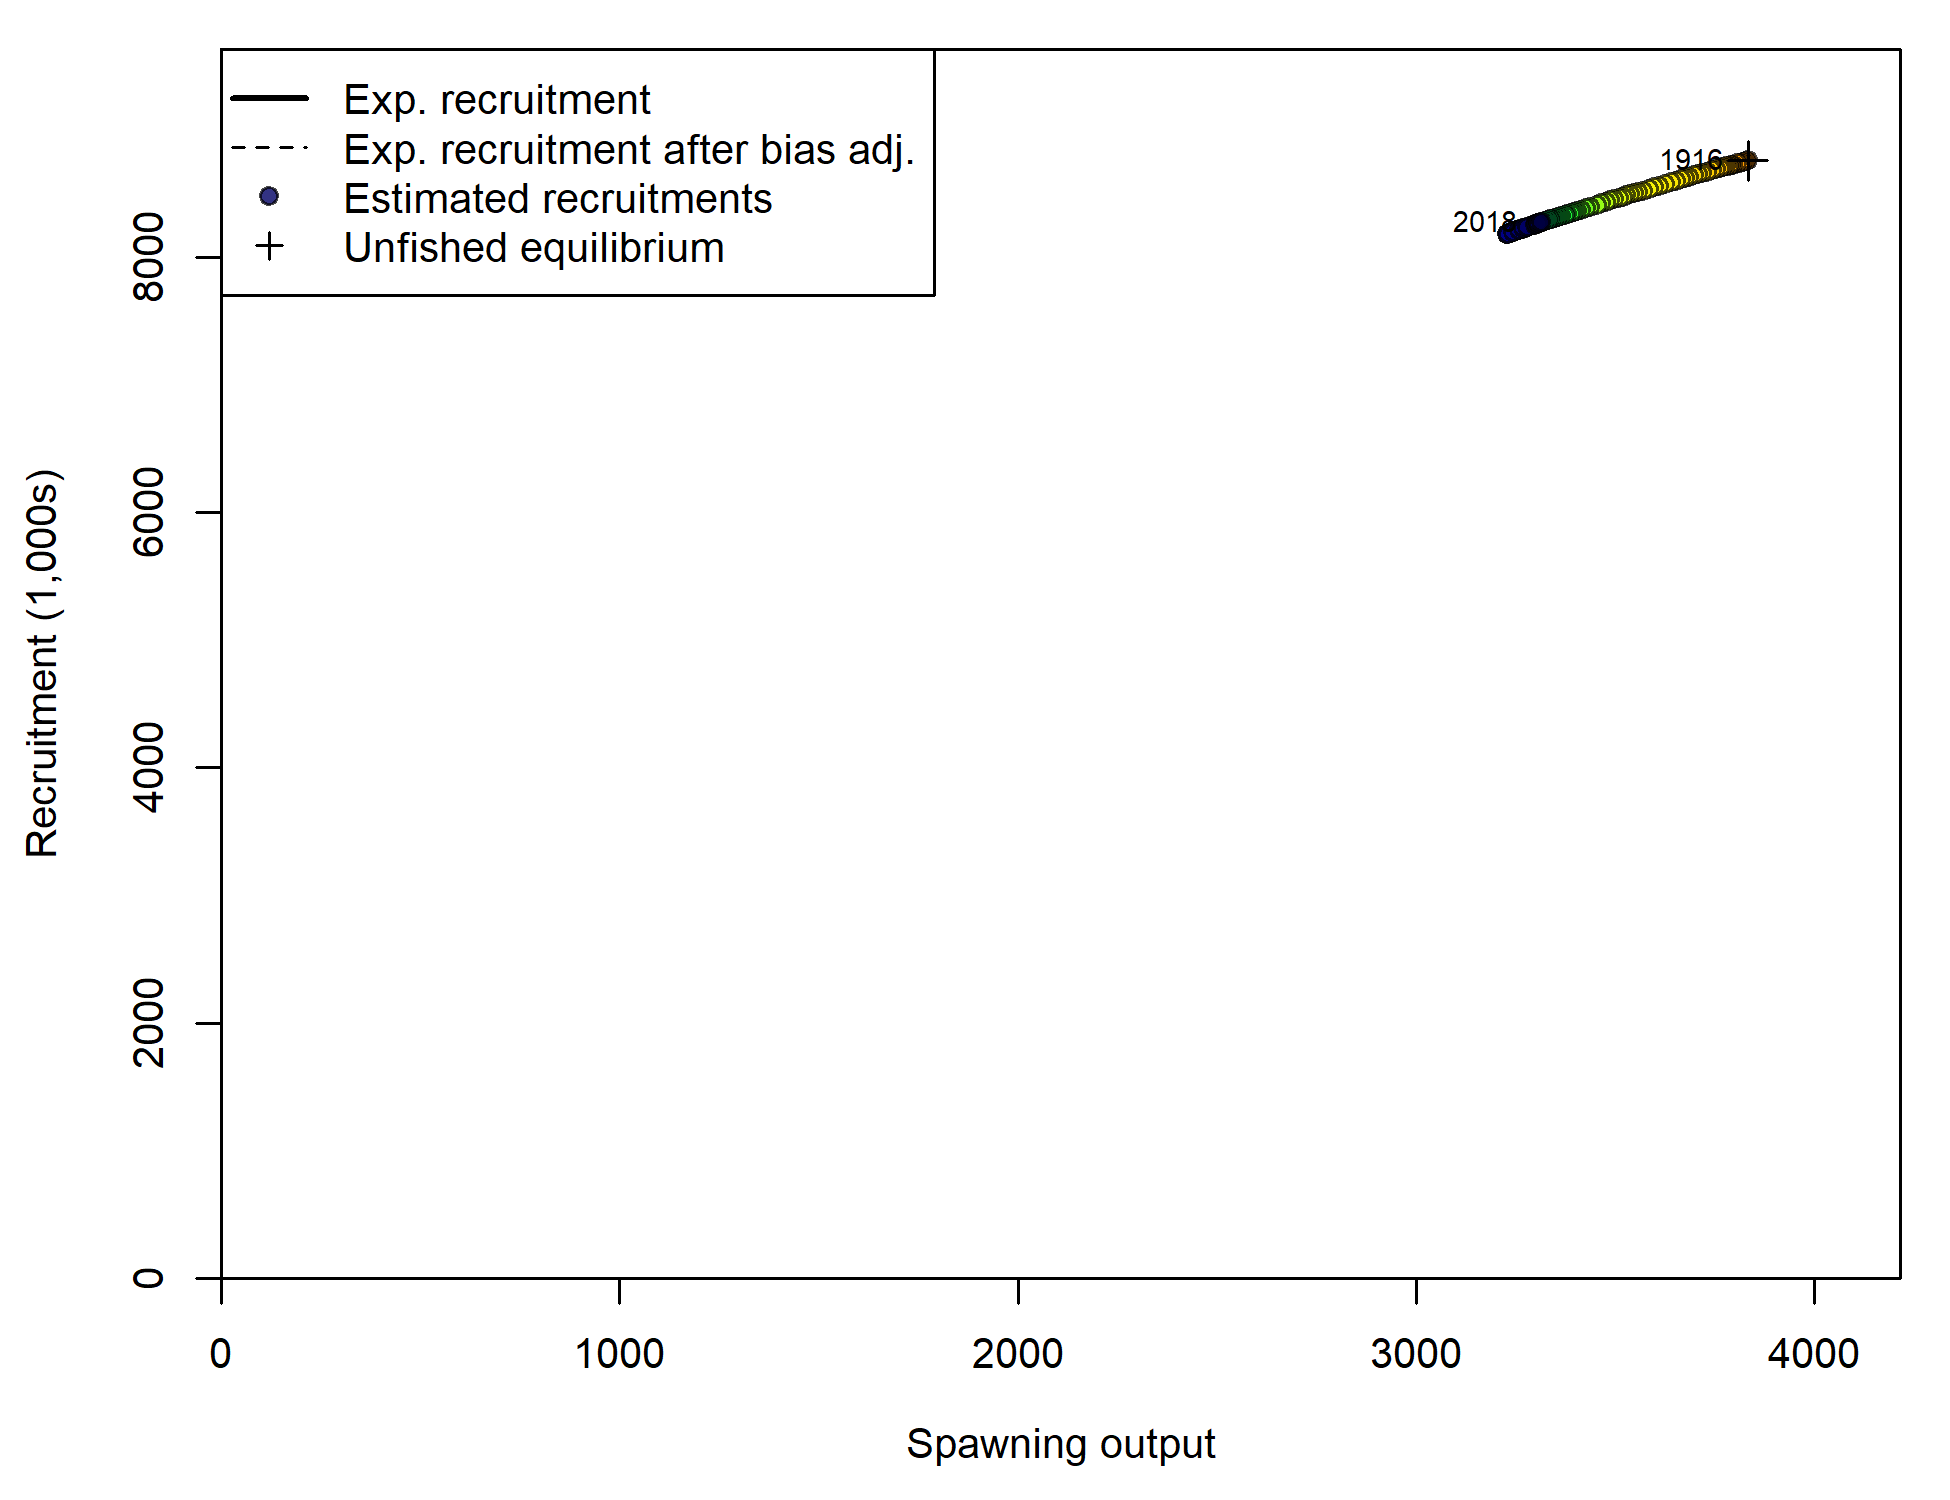 Exp. recruitment
Exp. recruitment after bias adj.
Estimated recruitments
Unfished equilibrium
1916
2018
8000
6000
4000
2000
0
Recruitment (1,000s)
0 1000 2000 3000 4000
Spawning output